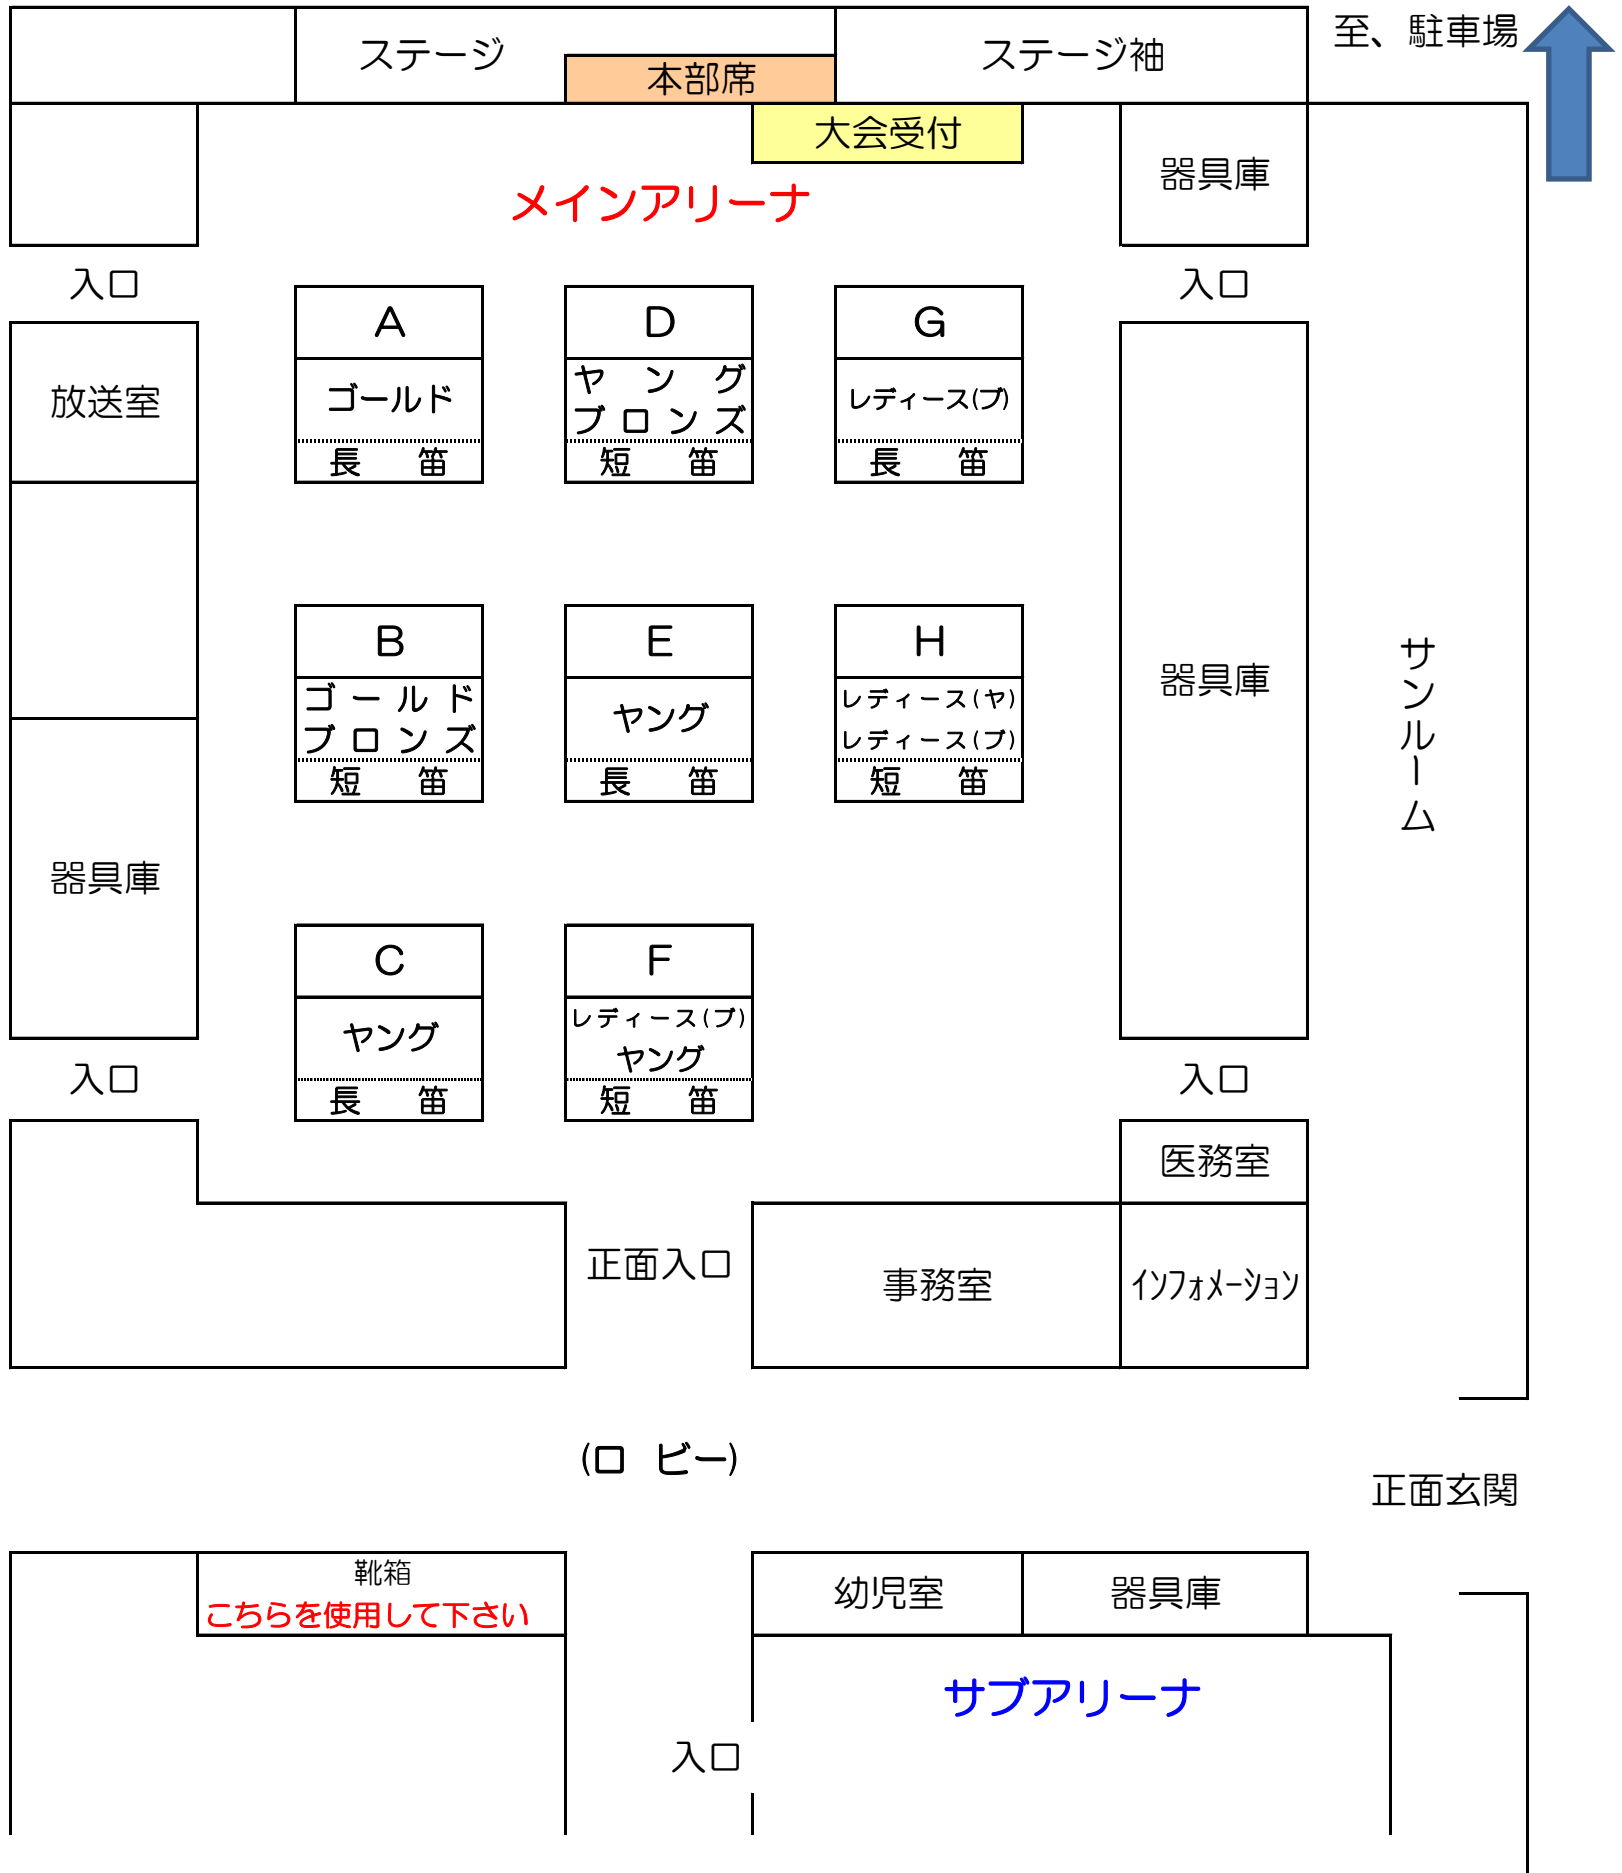 至、駐車場
ステージ
ステージ袖
本部席
大会受付
器具庫
メインアリーナ
入口
入口
A
D
G
放送室
ゴールド
ヤング
ブロンズ
レディース(ブ)
長笛
短笛
長笛
B
E
H
ゴールド
ブロンズ
ヤング
レディース(ヤ)
レディース(ブ)
短笛
長笛
短笛
器具庫
サンルーム
器具庫
C
F
ヤング
レディース(ブ)
ヤング
長笛
短笛
入口
入口
医務室
正面入口
事務室
ｲﾝﾌｫﾒｰｼｮﾝ
(ロ ビー)
正面玄関
靴箱
こちらを使用して下さい
幼児室
器具庫
サブアリーナ
入口